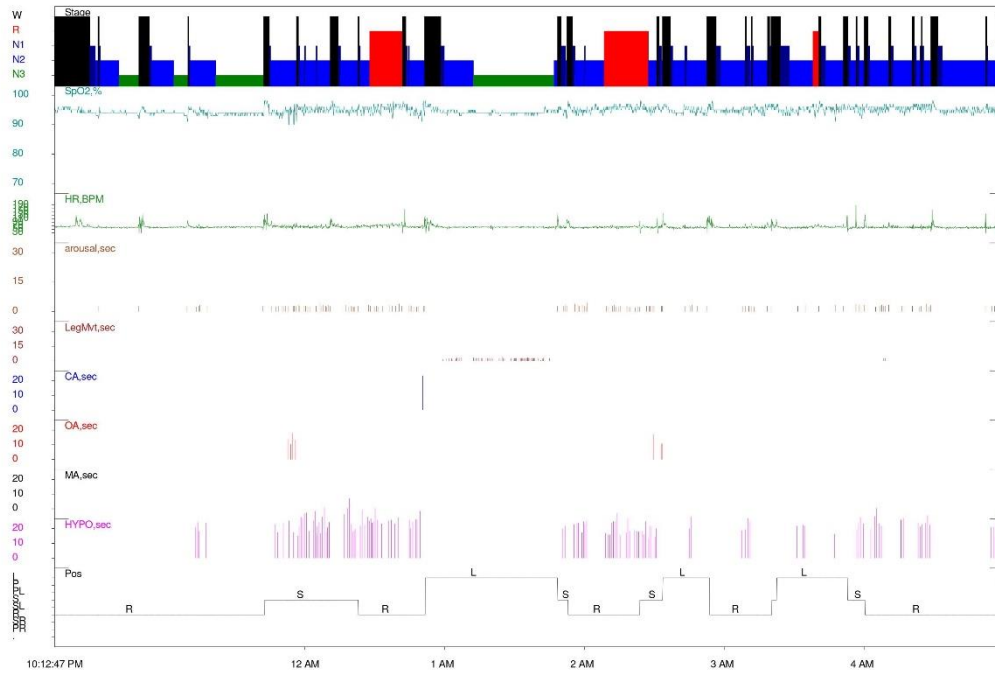 W
Stage
R
N1
N2
N3
SpO2,%
100
90
80
70
HR,BPM
190
arousal,sec
30
15
0
LegMvt,sec
30
15
0
CA,sec
20
10
0
OA,sec
20
10
0
MA,sec
20
10
0
HYPO,sec
20
10
0
Pos
L L L
S S S
R R R R
10:12:47 PM 12 AM 1 AM 2 AM 3 AM 4 AM